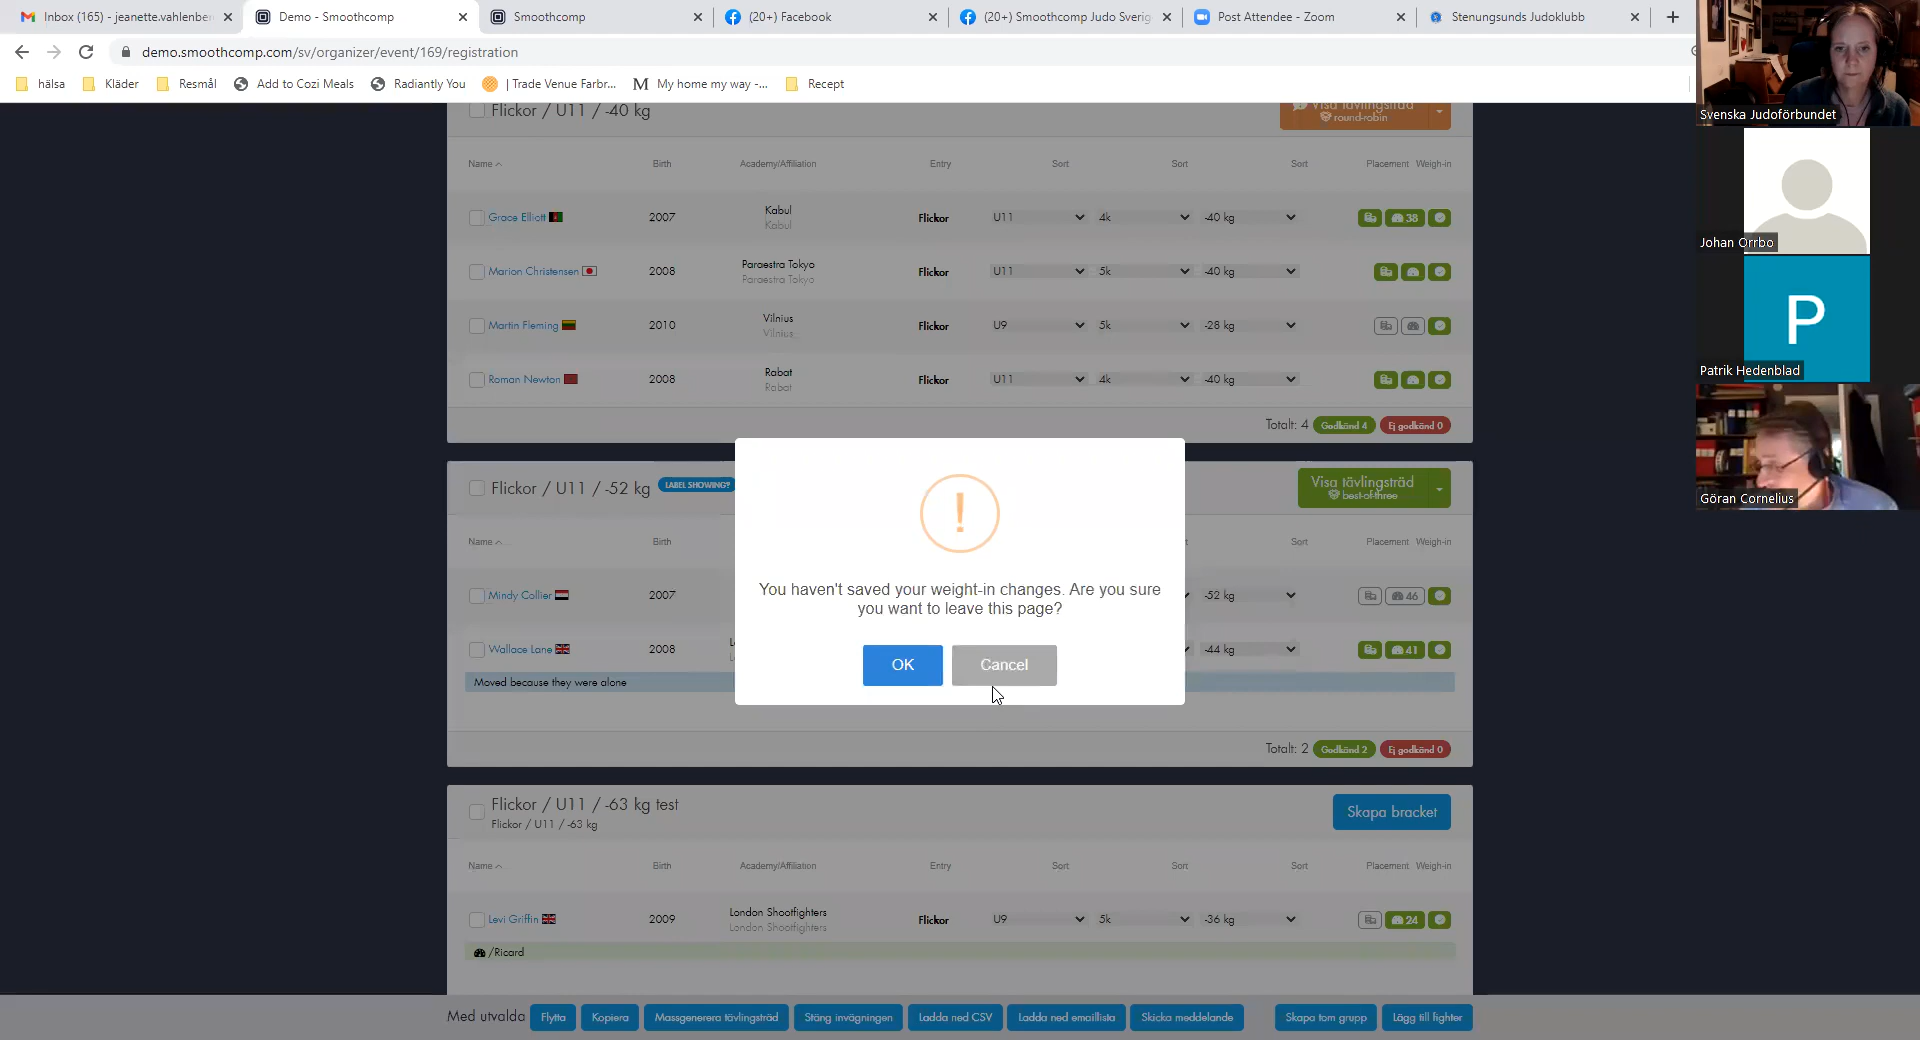 Inbox (165) - jeanette.vahlenber
Demo - Smoothcomp
Smoothcomp
(20+) Facebook
(20+) Smoothcomp Judo Sverig
Post Attendee - Zoom
Stenungsunds Judoklubb
demo.smoothcomp.com/sv/organizer/event/169/registration
hälsa
Kläder
Resmål
Add to Cozi Meals
Radiantly You
| Trade Venue Farbr...
My home my way -...
Recept
Flickor / U11 / -40 kg
Visa tävlingsträd
round-robin
Name Birth Academy/Affiliation Entry Sort Sort Sort Placement Weigh-in
Grace Elliott 2007 Kabul Flickor U11 4k -40 kg 38
Kabul
Marion Christensen 2008 Paraestra Tokyo Flickor U11 5k -40 kg
Paraestra Tokyo
Martin Fleming 2010 Vilnius Flickor U9 5k -28 kg
Vilnius
Roman Newton 2008 Rabat Flickor U11 4k -40 kg
Rabat
Totalt: 4 Godkänd 4 Ej godkänd 0
Flickor / U11 / -52 kg LABEL SHOWING?
Visa tävlingsträd
best-of-three
Name Birth Sort Placement Weigh-in
Mindy Collier 2007 -52 kg 46
Wallace Lane 2008 -44 kg 41
Moved because they were alone
Totalt: 2 Godkänd 2 Ej godkänd 0
You haven't saved your weight-in changes. Are you sure
you want to leave this page?
OK Cancel
Flickor / U11 / -63 kg test
Flickor / U11 / -63 kg
Skapa bracket
Name Birth Academy/Affiliation Entry Sort Sort Sort Placement Weigh-in
Levi Griffin 2009 London Shootfighters Flickor U9 5k -36 kg 24
London Shootfighters
/Ricard
Med utvalda Flytta Kopiera Massgenerera tävlingsträd Stäng invägningen Ladda ned CSV Ladda ned emaillista Skicka meddelande Skapa tom grupp Lägg till fighter
Svenska Judoförbundet
Johan Orrbo
P
Patrik Hedenblad
Göran Cornelius